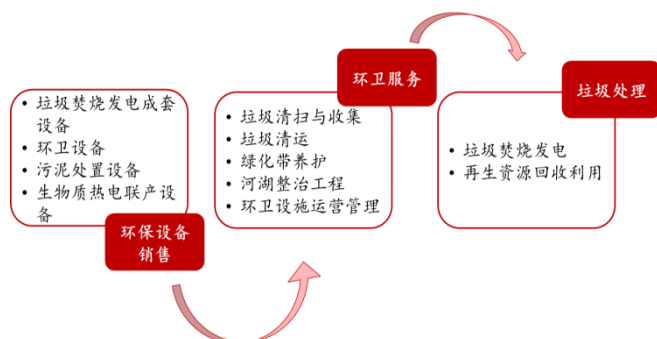 • 垃圾焚烧发电成套
设备
• 环卫设备
• 污泥处置设备
• 生物质热电联产设
备
环保设备
销售
环卫服务
• 垃圾清扫与收集
• 垃圾清运
• 绿化带养护
• 河湖整治工程
• 环卫设施运营管理
垃圾处理
• 垃圾焚烧发电
• 再生资源回收利用